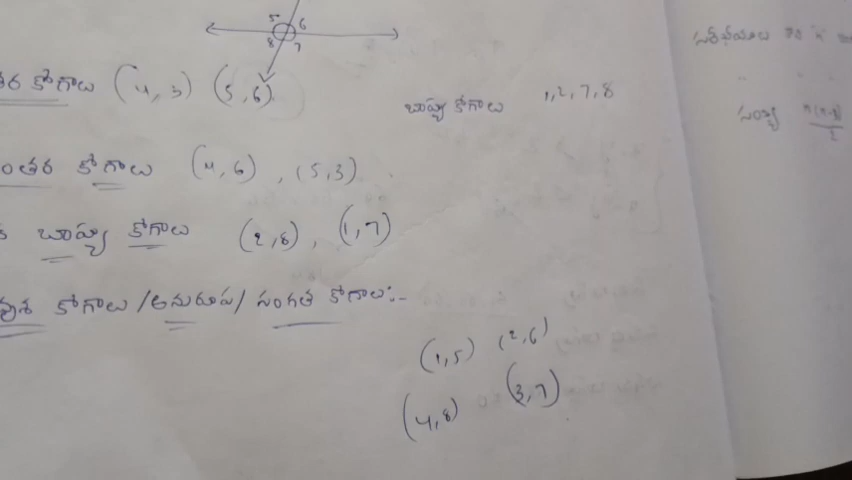 5 6
8 7
కోణాలు (4, 3) (5, 6)
బాహ్య కోణాలు 1, 2, 7, 8
కోణాలు (4, 6) , (5, 3)
బాహ్య కోణాలు (2, 8) , (1, 7)
కోణాలు / అనురూప / సంగత కోణాలు :-
(1, 5) (2, 6)
(4, 8) (3, 7)
సంఖ్య